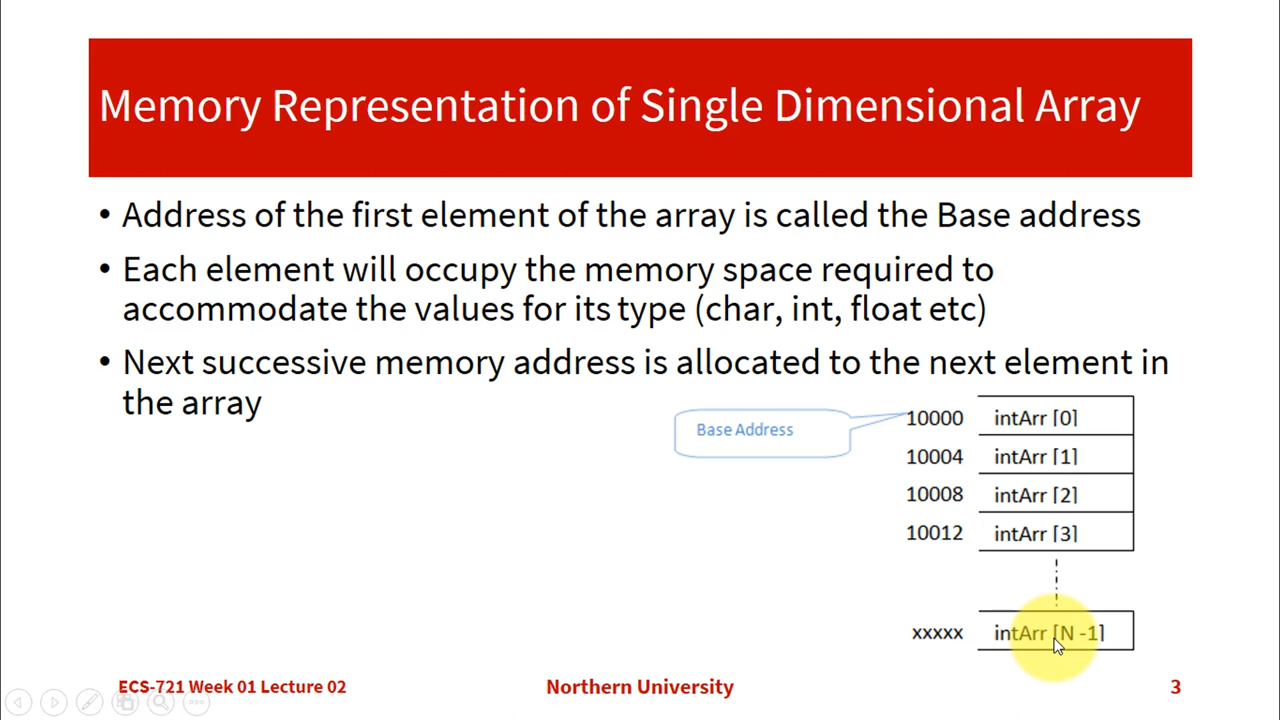 Memory Representation of Single Dimensional Array
• Address of the first element of the array is called the Base address
• Each element will occupy the memory space required to
accommodate the values for its type (char, int, float etc)
• Next successive memory address is allocated to the next element in
the array
Base Address
10000 intArr [0]
10004 intArr [1]
10008 intArr [2]
10012 intArr [3]
xxxxx intArr [N -1]
ECS-721 Week 01 Lecture 02 Northern University 3